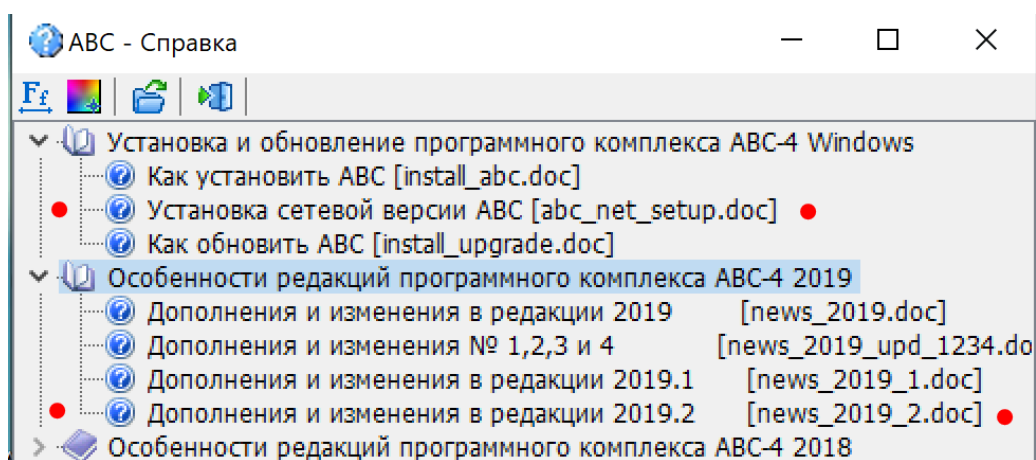 ABC - Справка
Ff
Установка и обновление программного комплекса АВС-4 Windows
Как установить АВС [install_abc.doc]
Установка сетевой версии АВС [abc_net_setup.doc]
Как обновить АВС [install_upgrade.doc]
Особенности редакций программного комплекса АВС-4 2019
Дополнения и изменения в редакции 2019 [news_2019.doc]
Дополнения и изменения № 1,2,3 и 4 [news_2019_upd_1234.do
Дополнения и изменения в редакции 2019.1 [news_2019_1.doc]
Дополнения и изменения в редакции 2019.2 [news_2019_2.doc]
Особенности редакций программного комплекса АВС-4 2018